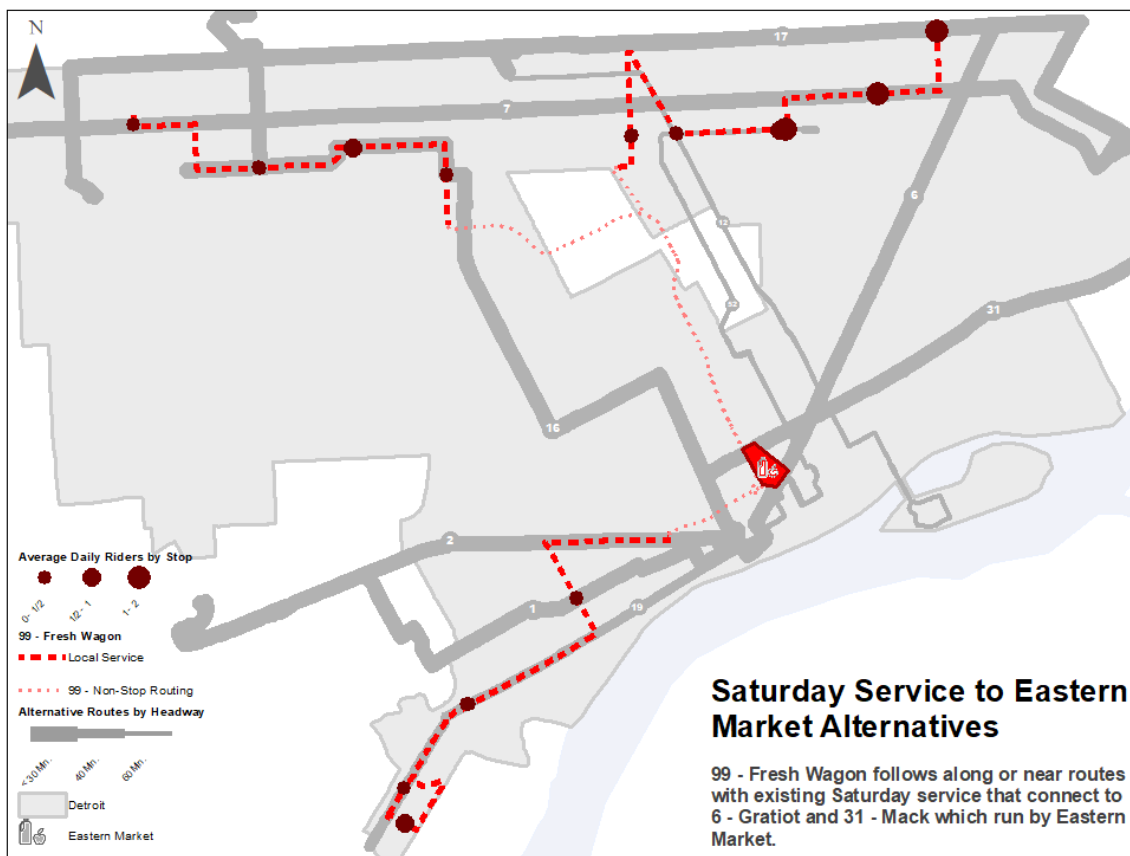 N
17
7
6
12
52
31
16
2
1
19
Average Daily Riders by Stop
0- 1/2
1/2- 1
1- 2
99 - Fresh Wagon
Local Service
99 - Non-Stop Routing
Alternative Routes by Headway
< 30 Mn.
40 Mn.
60 Mn.
Detroit
Eastern Market
Saturday Service to Eastern
Market Alternatives
99 - Fresh Wagon follows along or near routes
with existing Saturday service that connect to
6 - Gratiot and 31 - Mack which run by Eastern
Market.